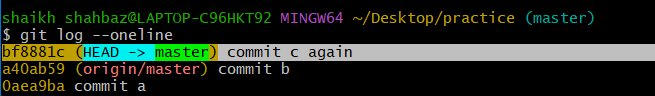 shaikh shahbaz@LAPTOP-C96HKT92 MINGW64 ~/Desktop/practice (master)
$ git log --oneline
bf8881c (HEAD -> master) commit c again
a40ab59 (origin/master) commit b
0aea9ba commit a